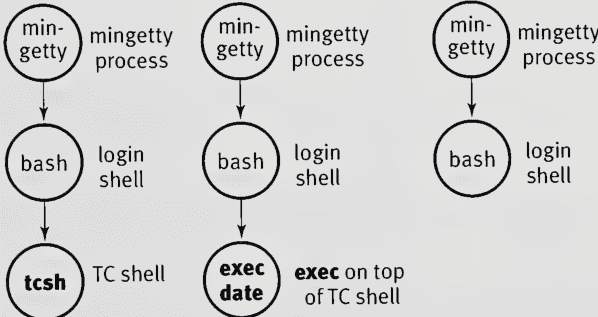 min-
getty
mingetty
process
min-
getty
mingetty
process
min-
getty
mingetty
process
bash
login
shell
bash
login
shell
bash
login
shell
tcsh
TC shell
exec
date
exec on top
of TC shell